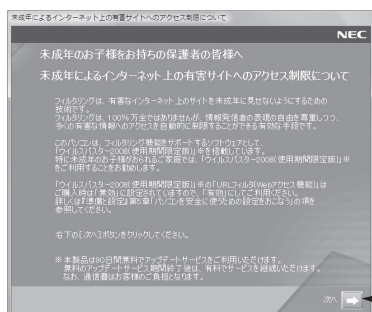 未成年によるインターネット上の有害サイトへのアクセス制限について
NEC
未成年のお子様をお持ちの保護者の皆様へ
未成年によるインターネット上の有害サイトへのアクセス制限について
フィルタリングは、有害なインターネット上のサイトを未成年に見せないようにするための
技術です。
フィルタリングは、100%万全ではありませんが、情報発信者の表現の自由を尊重しつつ、
多くの有害な情報へのアクセスを自動的に制限することができる有効な手段です。
このパソコンは、フィルタリング機能をサポートするソフトウェアとして、
「ウイルスバスター2008(使用期限限定版)」※を搭載しています。
特に未成年のお子様がおられるご家庭では、「ウイルスバスター2008(使用期限限定版)」※
をご利用することをお勧めします。
「ウイルスバスター2008(使用期限限定版)」※の「URLフィルタ(Webアクセス機能)」は
ご購入時は「無効」に設定されていますので、「有効」にしてご利用ください。
詳しくは『準備と設定』第5章「パソコンを安全に使うための設定をおこなう」の項を
参照してください。
右下の[次へ]ボタンをクリックしてください。
※ 本製品は90日間無料でアップデートサービスをご利用いただけます。
無料のアップデートサービス期間終了後は、有料でサービスを継続いただけます。
なお、通信費はお客様のご負担となります。
次へ